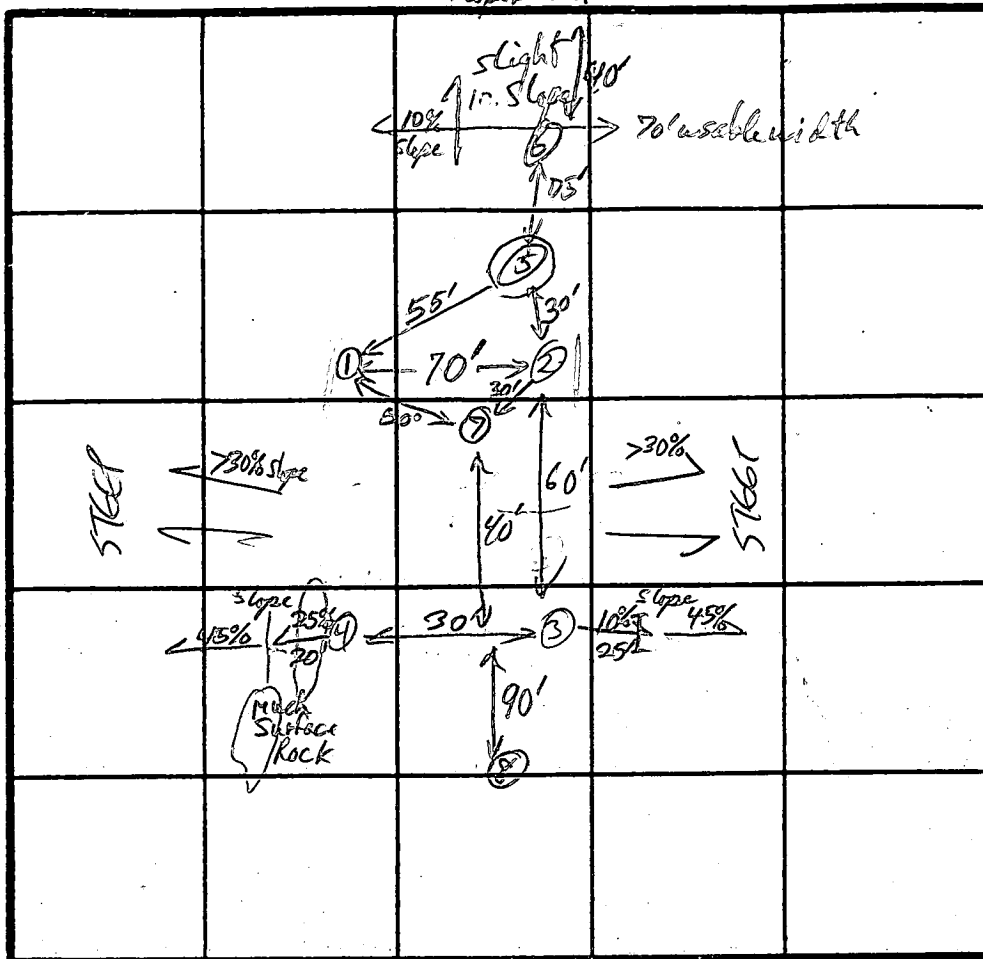 slight
in. Slope
10%
Slope
70' usable width
6
75'
5
55'
30'
1
70'
2
30'
7
>30% slope
>30%
STEEP
60'
40'
STEEP
Slope
45%
25%
20
4
30
3
10%
25'
Slope
45%
90'
Much
Surface
Rock
8